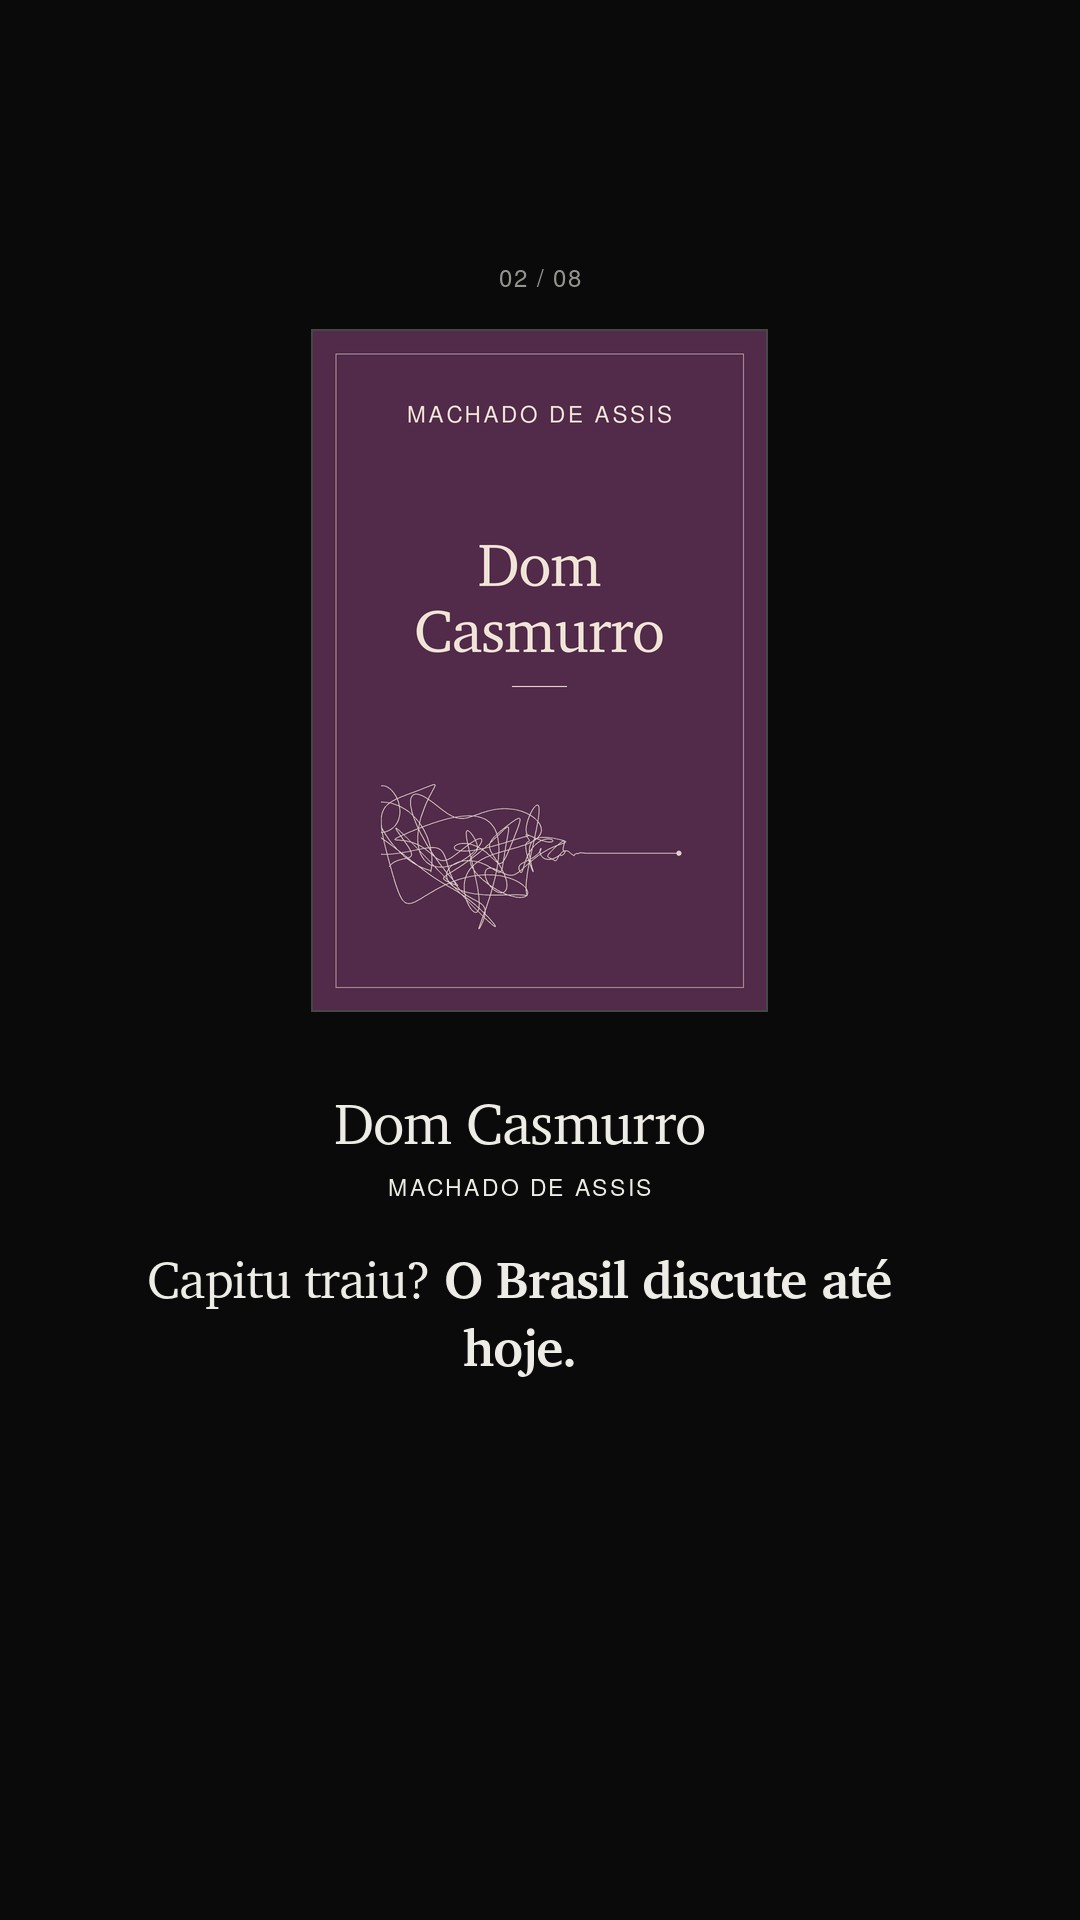 02 / 08
MACHADO DE ASSIS
Dom
Casmurro
Dom Casmurro
MACHADO DE ASSIS
Capitu traiu? O Brasil discute até
hoje.